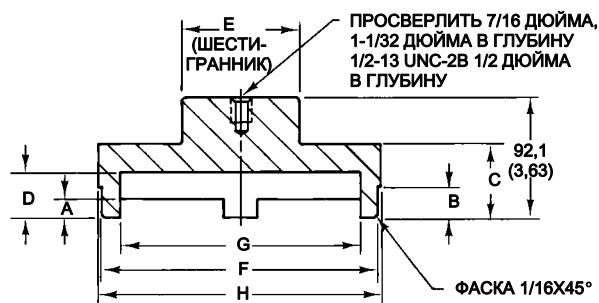 E
(ШЕСТИ-
ГРАННИК)
ПРОСВЕРЛИТЬ 7/16 ДЮЙМА,
1-1/32 ДЮЙМА В ГЛУБИНУ
1/2-13 UNC-2B 1/2 ДЮЙМА
В ГЛУБИНУ
92,1
(3,63)
C
D
A
B
G
F
H
ФАСКА 1/16X45°